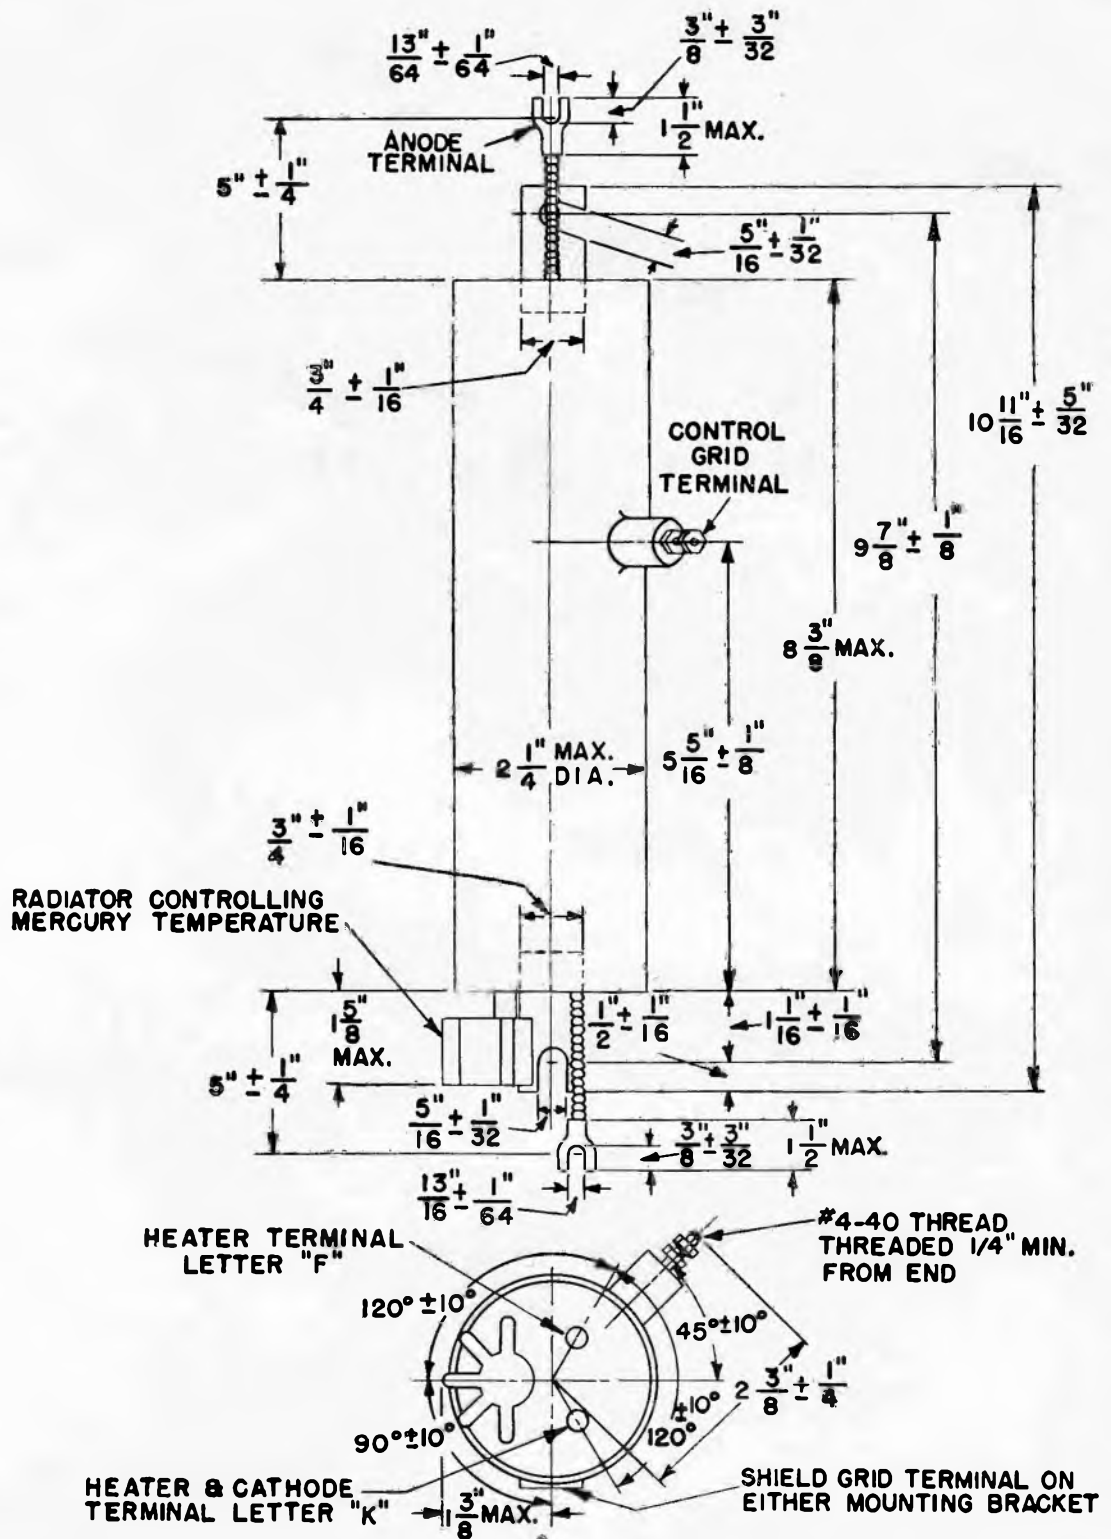 13/64" ± 1/64"
3/8" ± 3/32"
1 1/2" MAX.
ANODE
TERMINAL
5" ± 1/4"
5/16" ± 1/32"
3/4" ± 1/16"
10 11/16" ± 5/32"
CONTROL
GRID
TERMINAL
9 7/8" ± 1/8"
8 3/8" MAX.
2 1/4" MAX.
DIA.
5 5/16" ± 1/8"
3/4" ± 1/16"
RADIATOR CONTROLLING
MERCURY TEMPERATURE
1 5/8"
MAX.
1/2" ± 1/16"
1 1/16" ± 1/16"
5" ± 1/4"
5/16" ± 1/32"
3/8" ± 3/32"
1 1/2" MAX.
13/16" ± 1/64"
HEATER TERMINAL
LETTER "F"
#4-40 THREAD
THREADED 1/4" MIN.
FROM END
120° ±10°
45° ±10°
2 3/8" ± 1/4"
±10°
120°
90° ±10°
HEATER & CATHODE
TERMINAL LETTER "K"
1 3/8" MAX.
SHIELD GRID TERMINAL ON
EITHER MOUNTING BRACKET